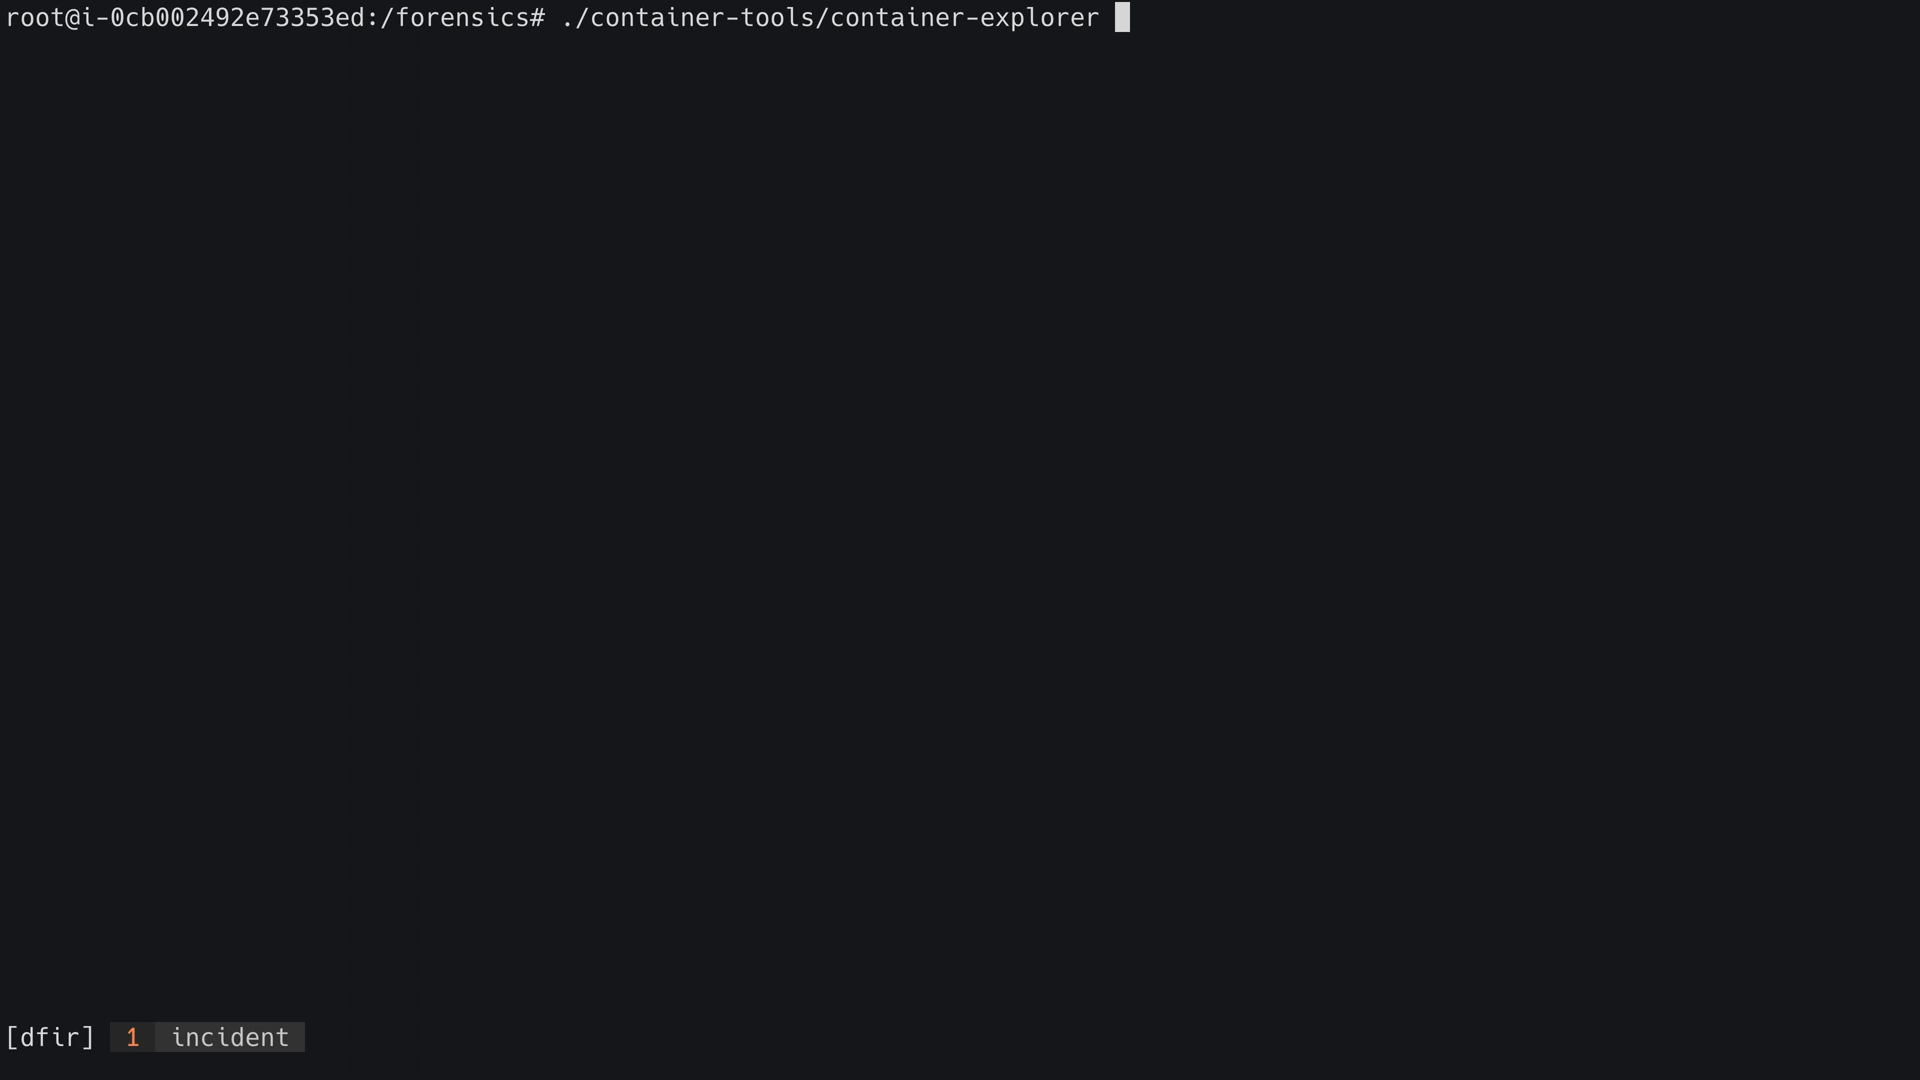 root@i-0cb002492e73353ed:/forensics# ./container-tools/container-explorer
[dfir] 1 incident